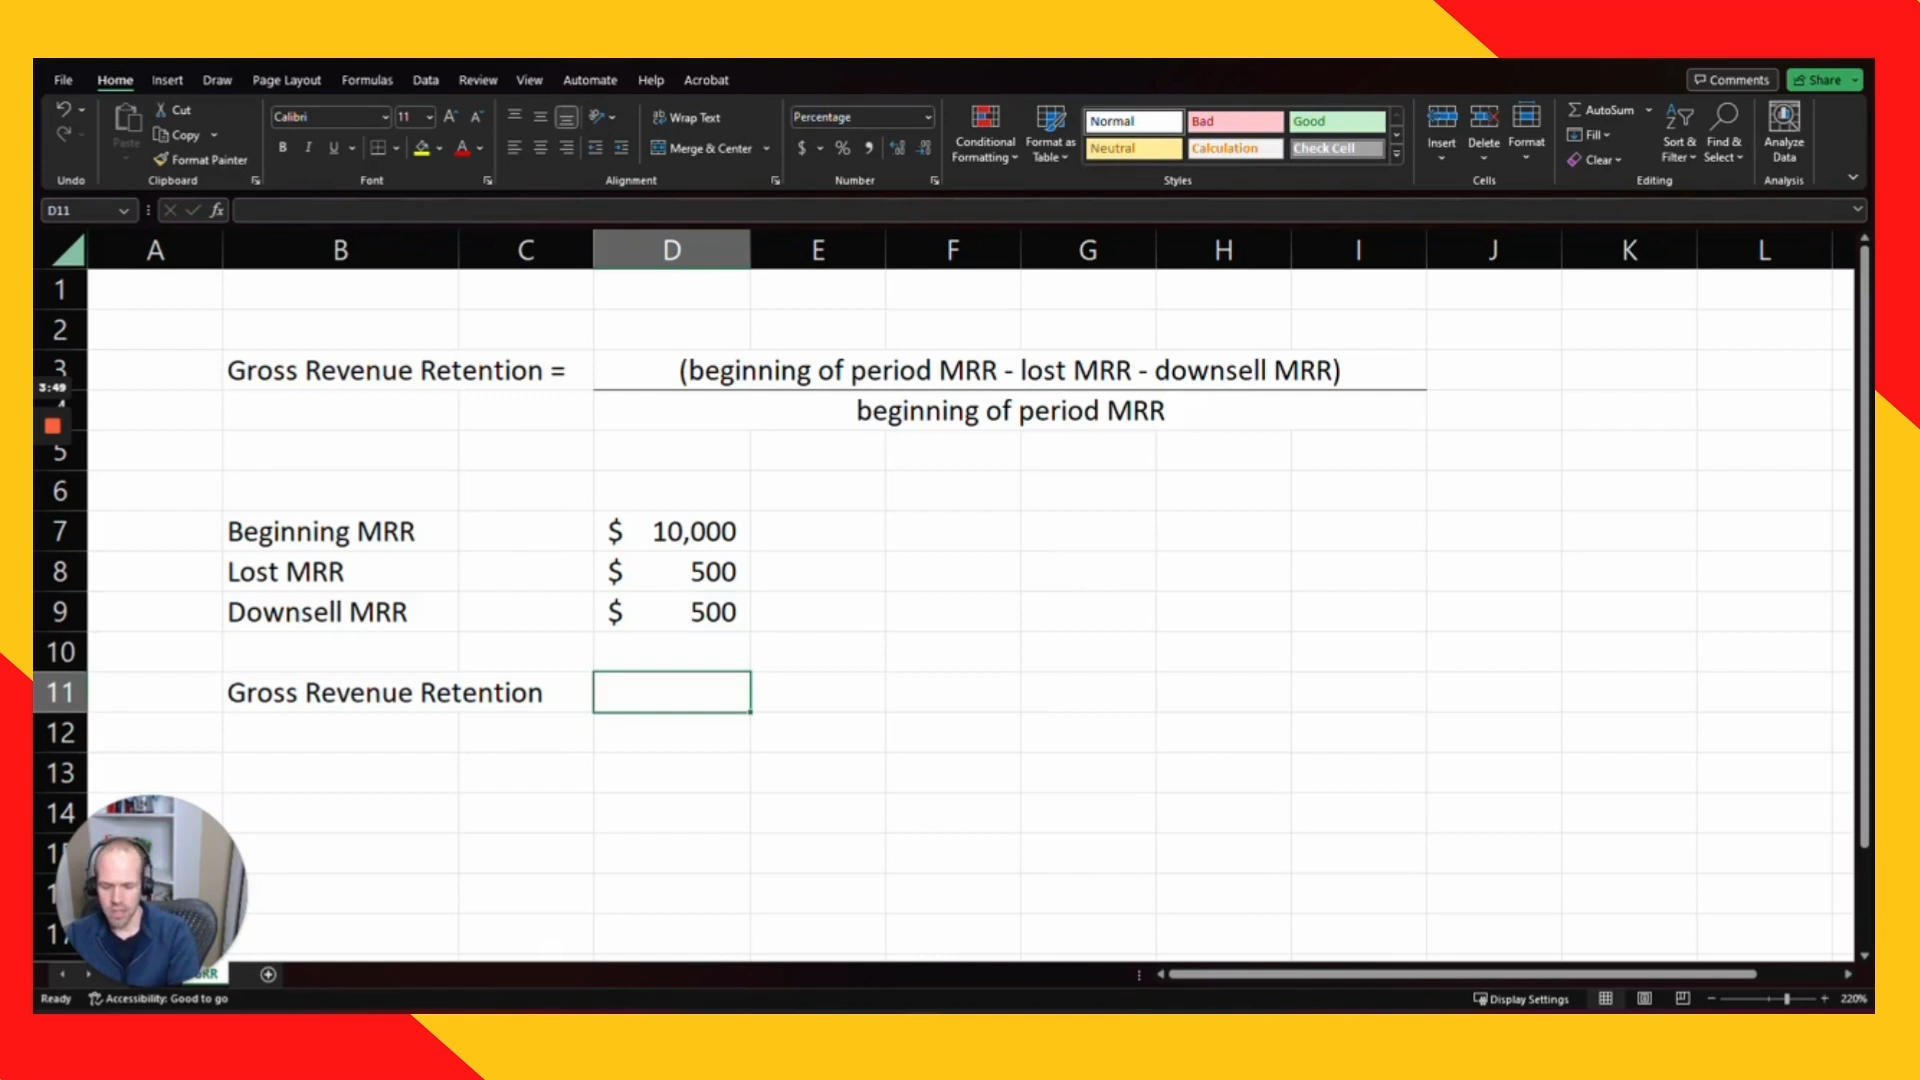 File Home Insert Draw Page Layout Formulas Data Review View Automate Help Acrobat Comments Share
Cut
Copy
Format Painter
Paste
Calibri 11
B I U
Wrap Text
Merge & Center
Percentage
$ % 9
Conditional Formatting
Format as Table
Normal Bad Good
Neutral Calculation Check Cell
Insert Delete Format
AutoSum
Fill
Clear
Sort & Filter
Find & Select
Analyze Data
Undo Clipboard Font Alignment Number Styles Cells Editing Analysis
D11 fx
A B C D E F G H I J K L
1
2
3 Gross Revenue Retention = (beginning of period MRR - lost MRR - downsell MRR)
3:49
4 beginning of period MRR
5
6
7 Beginning MRR $ 10,000
8 Lost MRR $ 500
9 Downsell MRR $ 500
10
11 Gross Revenue Retention
12
13
14
Ready Accessibility: Good to go Display Settings 220%